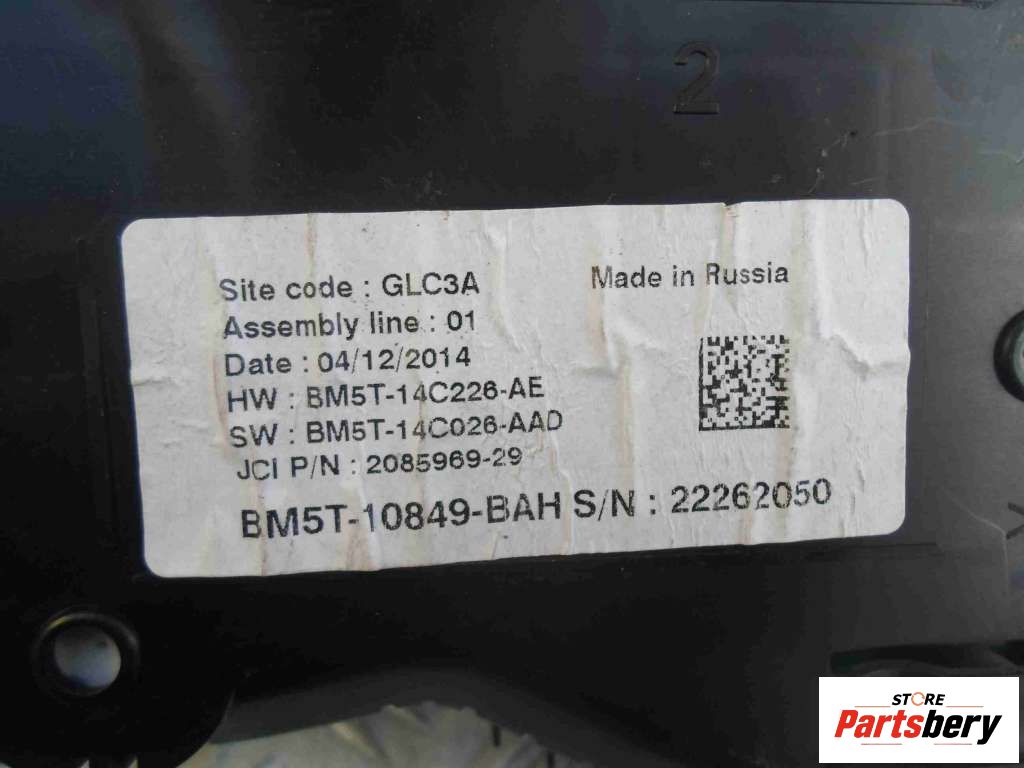 2
Site code : GLC3A
Made in Russia
Assembly line : 01
Date : 04/12/2014
HW : BM5T-14C226-AE
SW : BM5T-14C026-AAD
JCI P/N : 2085969-29
BM5T-10849-BAH S/N : 22262050
STORE
Partsbery